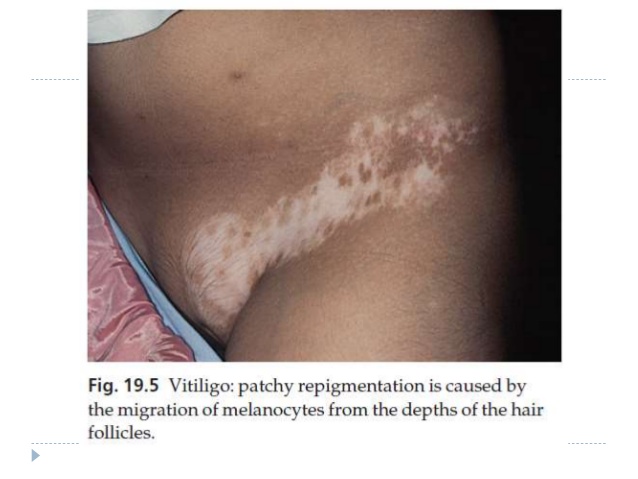 Fig. 19.5 Vitiligo: patchy repigmentation is caused by
the migration of melanocytes from the depths of the hair
follicles.